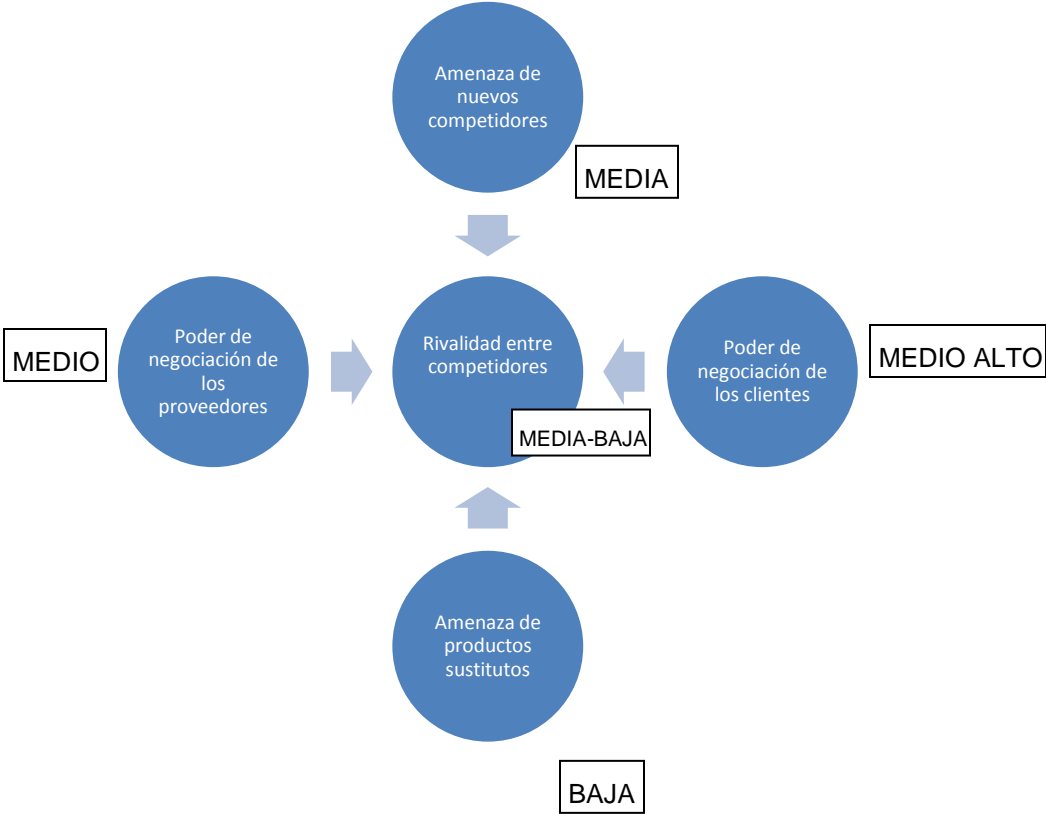 Amenaza de
nuevos
competidores
MEDIA
MEDIO
Poder de
negociación de
los
proveedores
Rivalidad entre
competidores
MEDIA-BAJA
Poder de
negociación de
los clientes
MEDIO ALTO
Amenaza de
productos
sustitutos
BAJA